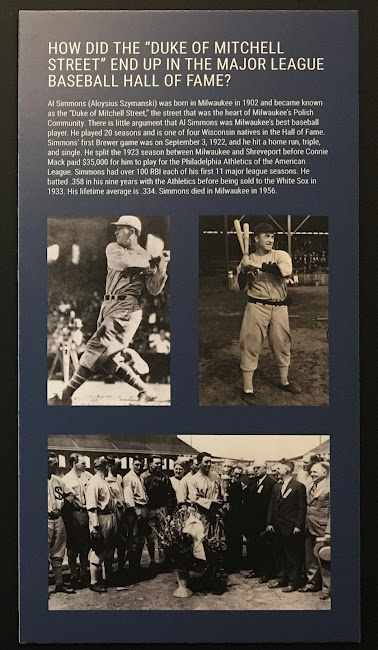 HOW DID THE “DUKE OF MITCHELL
STREET” END UP IN THE MAJOR LEAGUE
BASEBALL HALL OF FAME?
Al Simmons (Aloysius Szymanski) was born in Milwaukee in 1902 and became known
as the “Duke of Mitchell Street,” the street that was the heart of Milwaukee's Polish
Community. There is little argument that Al Simmons was Milwaukee's best baseball
player. He played 20 seasons and is one of four Wisconsin natives in the Hall of Fame.
Simmons' first Brewer game was on September 3, 1922, and he hit a home run, triple,
and single. He split the 1923 season between Milwaukee and Shreveport before Connie
Mack paid $35,000 for him to play for the Philadelphia Athletics of the American
League. Simmons had over 100 RBI each of his first 11 major league seasons. He
batted .358 in his nine years with the Athletics before being sold to the White Sox in
1933. His lifetime average is .334. Simmons died in Milwaukee in 1956.
S